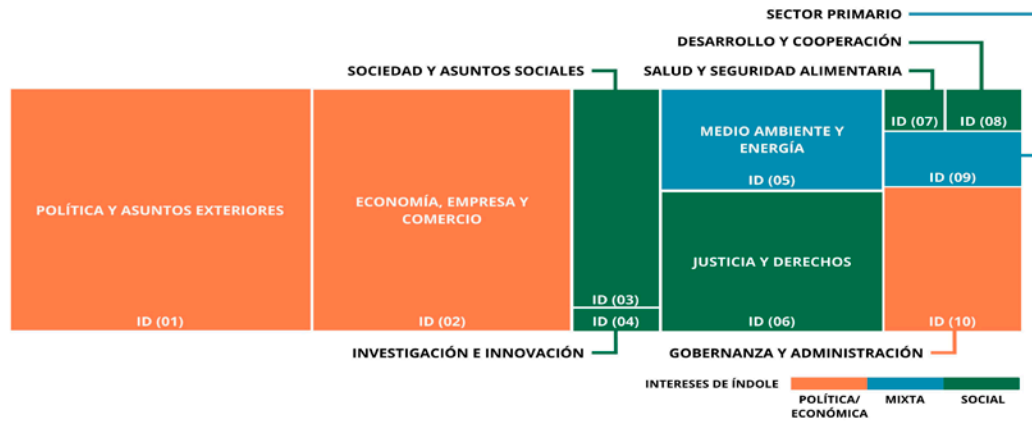 SECTOR PRIMARIO
DESARROLLO Y COOPERACIÓN
SOCIEDAD Y ASUNTOS SOCIALES
SALUD Y SEGURIDAD ALIMENTARIA
POLÍTICA Y ASUNTOS EXTERIORES
ID (01)
ECONOMÍA, EMPRESA Y
COMERCIO
ID (02)
ID (03)
ID (04)
MEDIO AMBIENTE Y
ENERGÍA
ID (05)
JUSTICIA Y DERECHOS
ID (06)
ID (07)
ID (08)
ID (09)
ID (10)
INVESTIGACIÓN E INNOVACIÓN
GOBERNANZA Y ADMINISTRACIÓN
INTERESES DE ÍNDOLE
POLÍTICA/
ECONÓMICA
MIXTA
SOCIAL